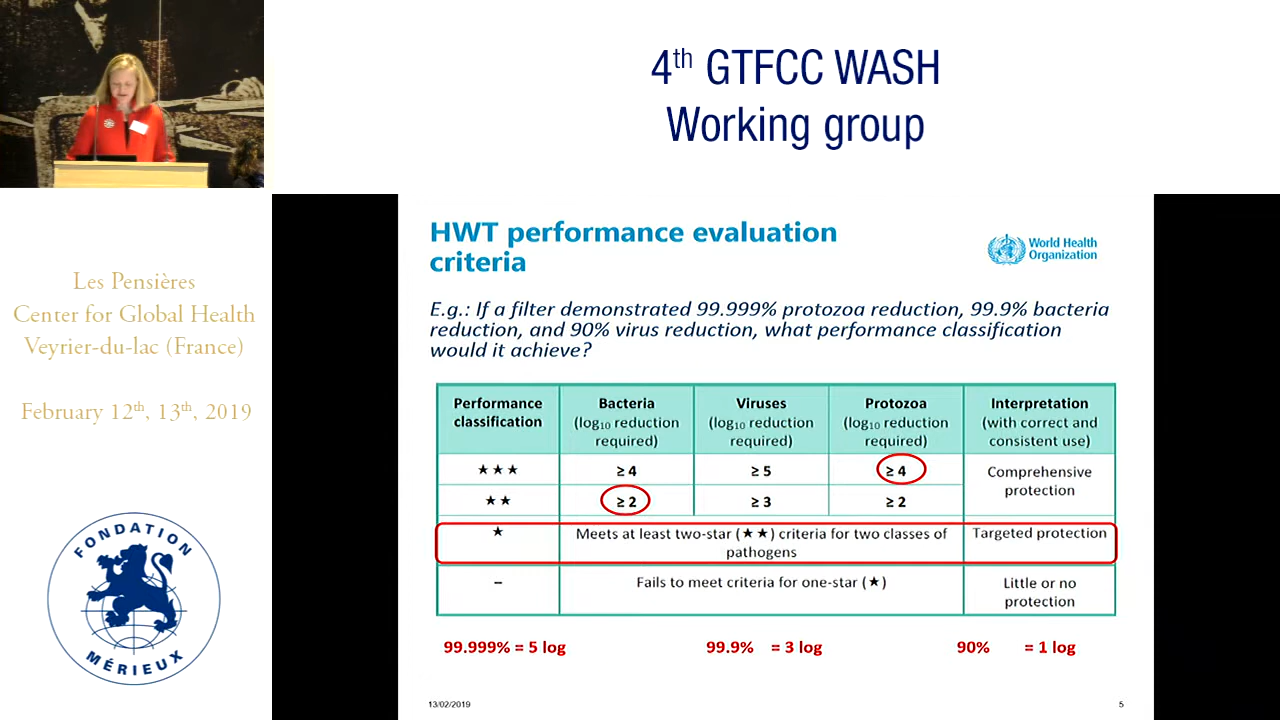 4th GTFCC WASH
Working group
Les Pensières
Center for Global Health
Veyrier-du-lac (France)
February 12th, 13th, 2019
FONDATION
MÉRIEUX
HWT performance evaluation
criteria
World Health
Organization
E.g.: If a filter demonstrated 99.999% protozoa reduction, 99.9% bacteria
reduction, and 90% virus reduction, what performance classification
would it achieve?
Performance
classification
Bacteria
(log₁₀ reduction
required)
Viruses
(log₁₀ reduction
required)
Protozoa
(log₁₀ reduction
required)
Interpretation
(with correct and
consistent use)
★★★ ≥ 4 ≥ 5 ≥ 4
Comprehensive
protection
★★ ≥ 2 ≥ 3 ≥ 2
★ Meets at least two-star (★★) criteria for two classes of
pathogens
Targeted protection
– Fails to meet criteria for one-star (★)
Little or no
protection
99.999% = 5 log 99.9% = 3 log 90% = 1 log
13/02/2019 5